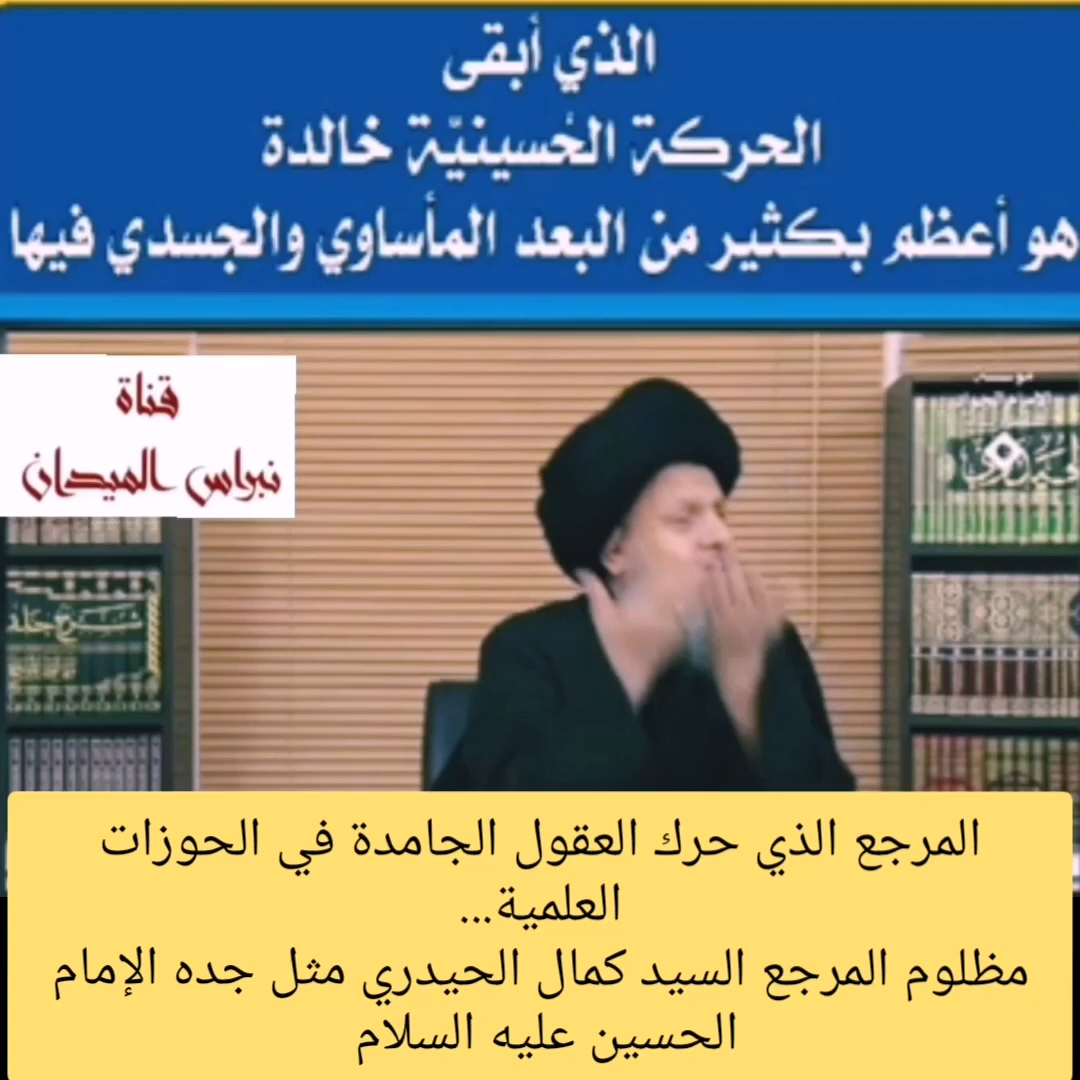 الذي أبقى
الحركة الحُسينيّة خالدة
هو أعظم بكثير من البعد المأساوي والجسدي فيها
قناة
نبراس الميدان
المرجع الذي حرك العقول الجامدة في الحوزات
العلمية...
مظلوم المرجع السيد كمال الحيدري مثل جده الإمام
الحسين عليه السلام